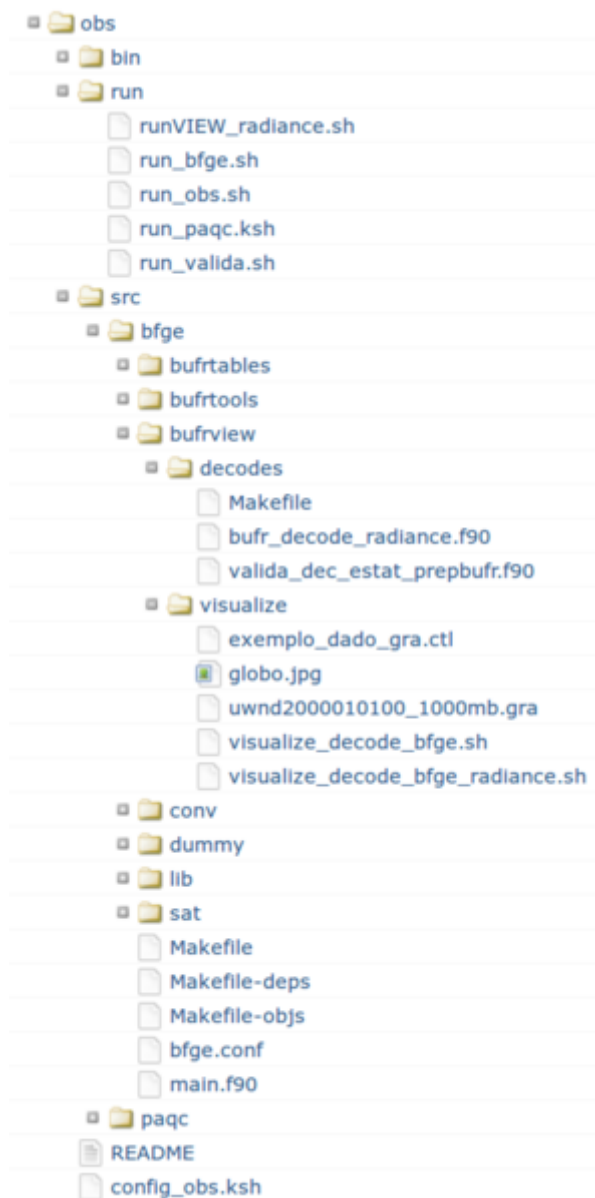 obs
bin
run
runVIEW_radiance.sh
run_bfge.sh
run_obs.sh
run_paqc.ksh
run_valida.sh
src
bfge
bufrtables
bufrtools
bufrview
decodes
Makefile
bufr_decode_radiance.f90
valida_dec_estat_prepbufr.f90
visualize
exemplo_dado_gra.ctl
globo.jpg
uwnd2000010100_1000mb.gra
visualize_decode_bfge.sh
visualize_decode_bfge_radiance.sh
conv
dummy
lib
sat
Makefile
Makefile-deps
Makefile-objs
bfge.conf
main.f90
paqc
README
config_obs.ksh